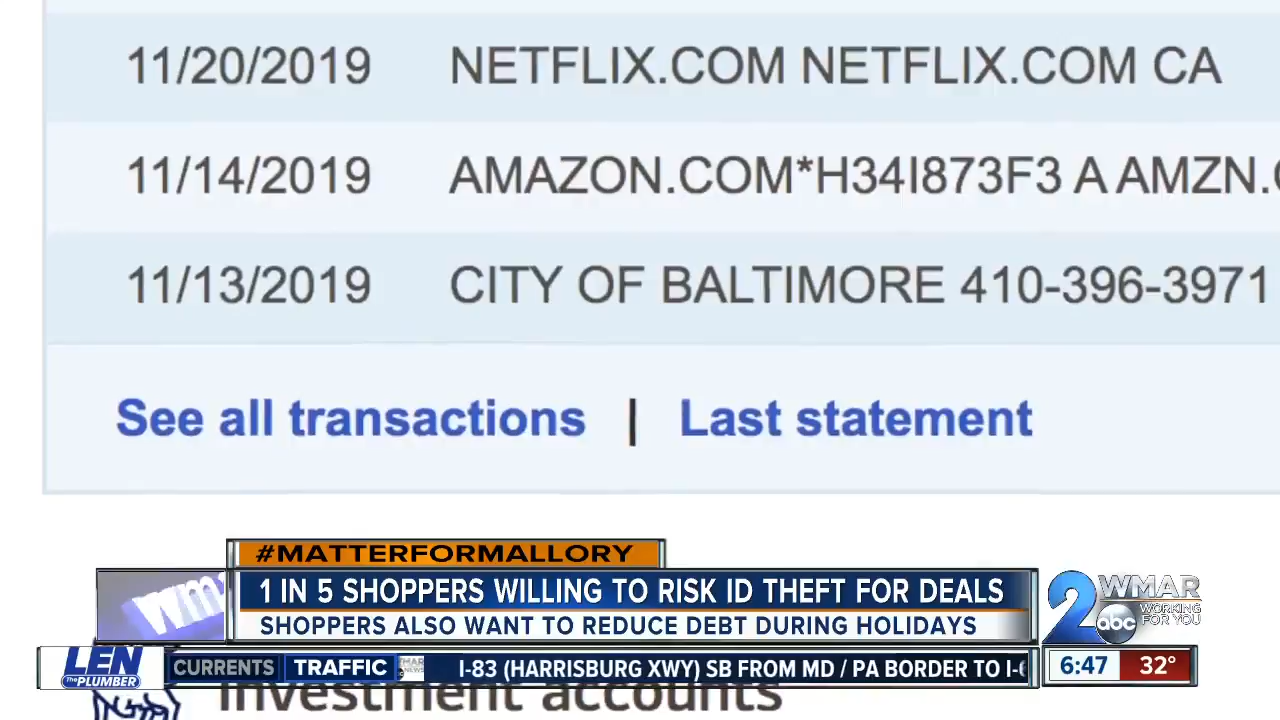 11/20/2019 NETFLIX.COM NETFLIX.COM CA
11/14/2019 AMAZON.COM*H34I873F3 A AMZN.
11/13/2019 CITY OF BALTIMORE 410-396-3971
See all transactions | Last statement
#MATTERFORMALLORY
1 IN 5 SHOPPERS WILLING TO RISK ID THEFT FOR DEALS
SHOPPERS ALSO WANT TO REDUCE DEBT DURING HOLIDAYS
wm
2 WMAR
abc WORKING FOR YOU
LEN The PLUMBER
CURRENTS TRAFFIC WMAR I-83 (HARRISBURG XWY) SB FROM MD / PA BORDER TO I-6
6:47 32°
Investment accounts